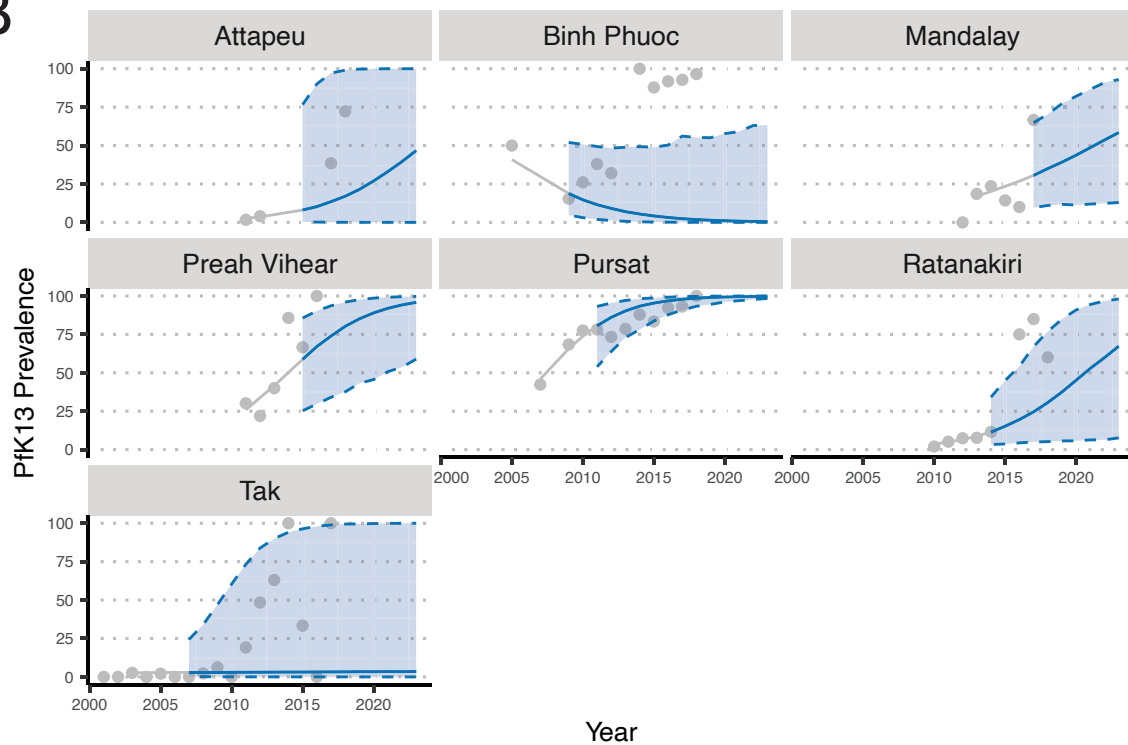 B
Attapeu Binh Phuoc Mandalay
100
75
50
25
0
Preah Vihear Pursat Ratanakiri
100
75
50
25
0
2000 2005 2010 2015 2020 2000 2005 2010 2015 2020
Tak
100
75
50
25
0
2000 2005 2010 2015 2020
PfK13 Prevalence
Year